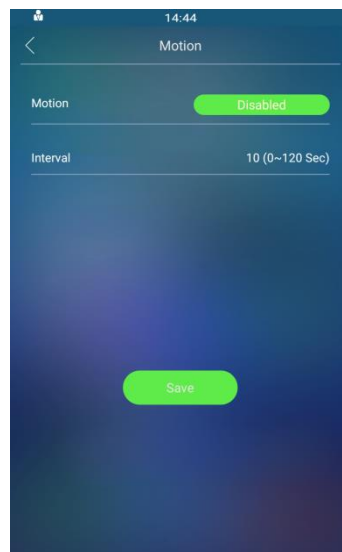 14:44
Motion
Motion Disabled
Interval 10 (0~120 Sec)
Save